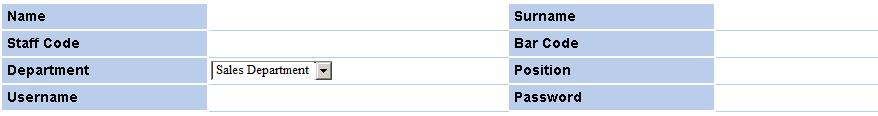 Name Surname
Staff Code Bar Code
Department Sales Department Position
Username Password